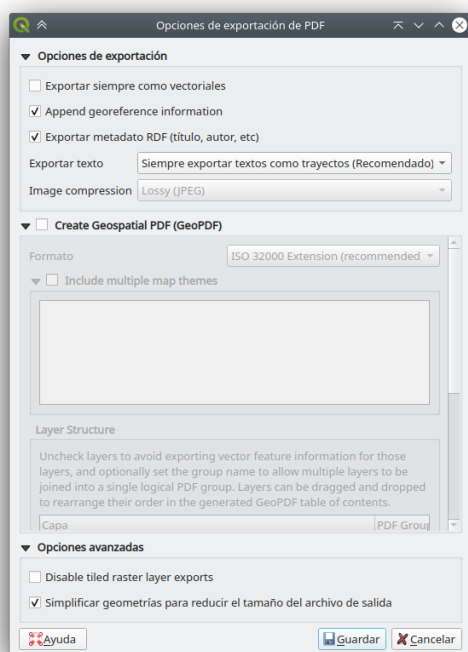 Opciones de exportación de PDF
Opciones de exportación
Exportar siempre como vectoriales
Append georeference information
Exportar metadato RDF (título, autor, etc)
Exportar texto Siempre exportar textos como trayectos (Recomendado)
Image compression Lossy (JPEG)
Create Geospatial PDF (GeoPDF)
Formato ISO 32000 Extension (recommended
Include multiple map themes
Layer Structure
Uncheck layers to avoid exporting vector feature information for those
layers, and optionally set the group name to allow multiple layers to be
joined into a single logical PDF group. Layers can be dragged and dropped
to rearrange their order in the generated GeoPDF table of contents.
Capa PDF Group
Opciones avanzadas
Disable tiled raster layer exports
Simplificar geometrías para reducir el tamaño del archivo de salida
Ayuda Guardar Cancelar